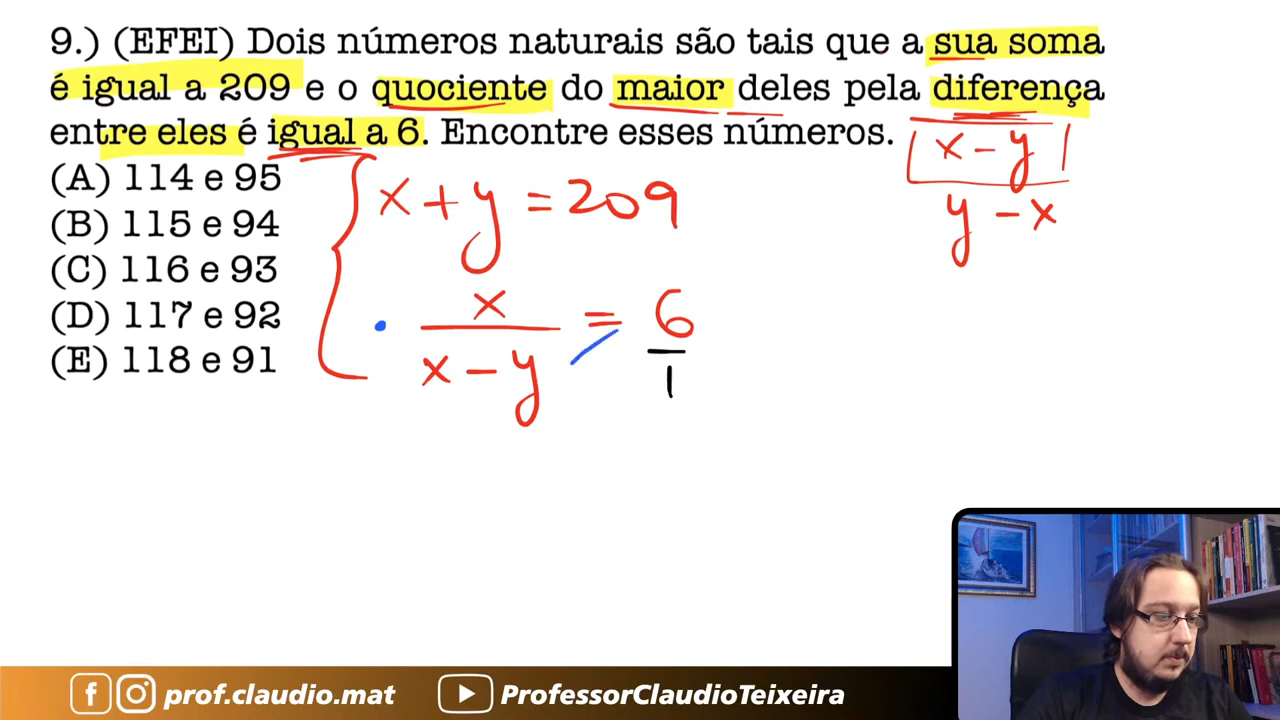 9.) (EFEI) Dois números naturais são tais que a sua soma
é igual a 209 e o quociente do maior deles pela diferença
entre eles é igual a 6. Encontre esses números.
x - y
y - x
(A) 114 e 95
(B) 115 e 94
(C) 116 e 93
(D) 117 e 92
(E) 118 e 91
x + y = 209
x / x - y = 6 / 1
prof.claudio.mat
ProfessorClaudioTeixeira